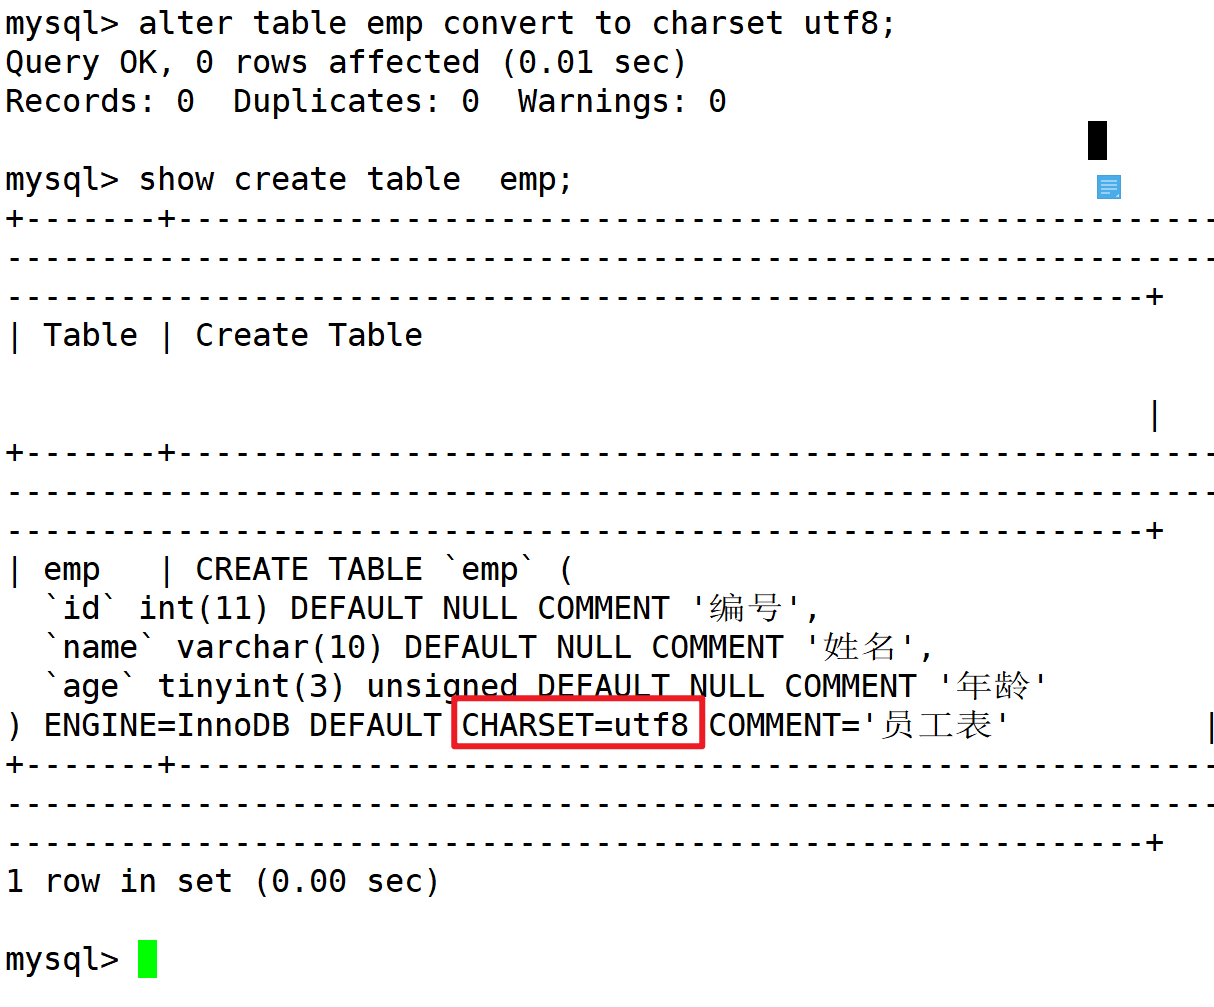 mysql> alter table emp convert to charset utf8;
Query OK, 0 rows affected (0.01 sec)
Records: 0  Duplicates: 0  Warnings: 0
mysql> show create table  emp;
+-------+-------------------------------------------------------
----------------------------------------------------------------
------------------------------------------------------------+
| Table | Create Table
|
+-------+-------------------------------------------------------
----------------------------------------------------------------
------------------------------------------------------------+
| emp   | CREATE TABLE `emp` (
  `id` int(11) DEFAULT NULL COMMENT '编号',
  `name` varchar(10) DEFAULT NULL COMMENT '姓名',
  `age` tinyint(3) unsigned DEFAULT NULL COMMENT '年龄'
) ENGINE=InnoDB DEFAULT CHARSET=utf8 COMMENT='员工表'          |
+-------+-------------------------------------------------------
----------------------------------------------------------------
------------------------------------------------------------+
1 row in set (0.00 sec)
mysql>